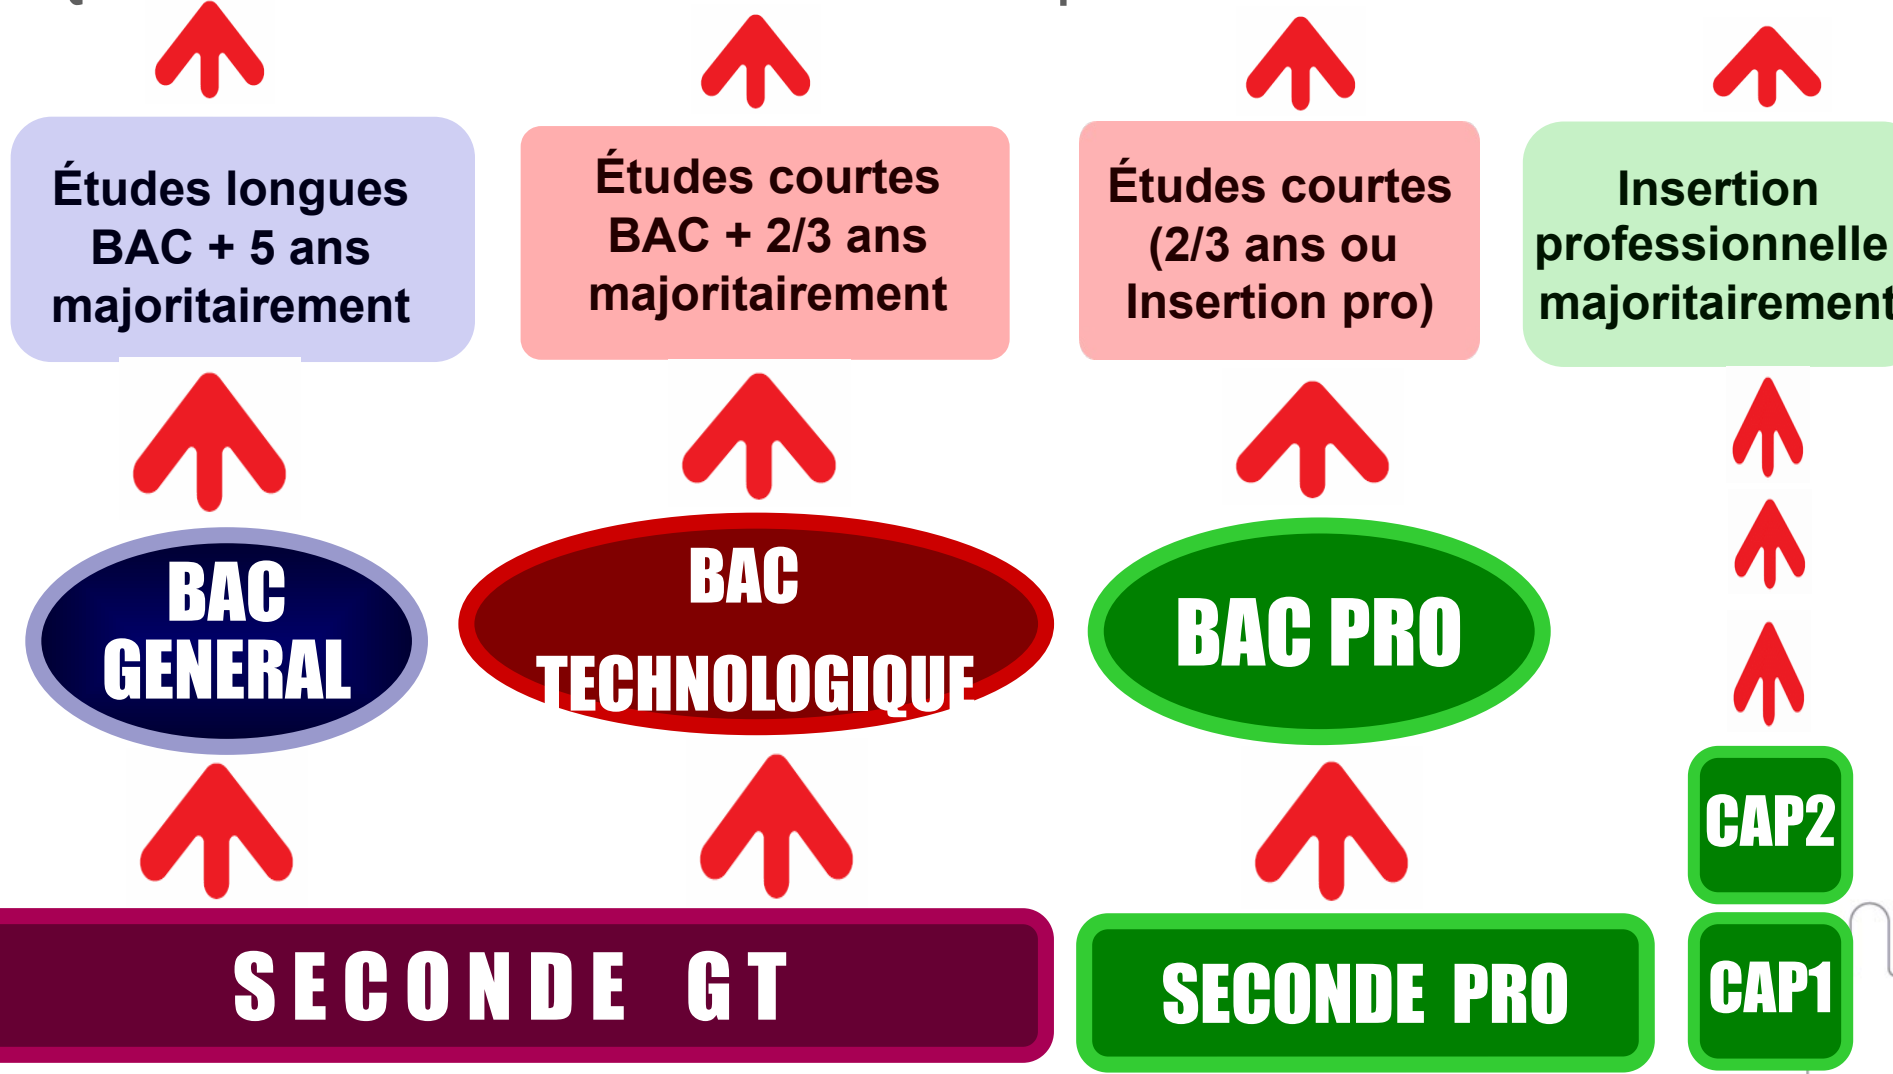 Études longues
BAC + 5 ans
majoritairement
Études courtes
BAC + 2/3 ans
majoritairement
Études courtes
(2/3 ans ou
Insertion pro)
Insertion
professionnelle
majoritairement
BAC
GENERAL
BAC
TECHNOLOGIQUE
BAC PRO
CAP2
SECONDE GT
SECONDE PRO
CAP1